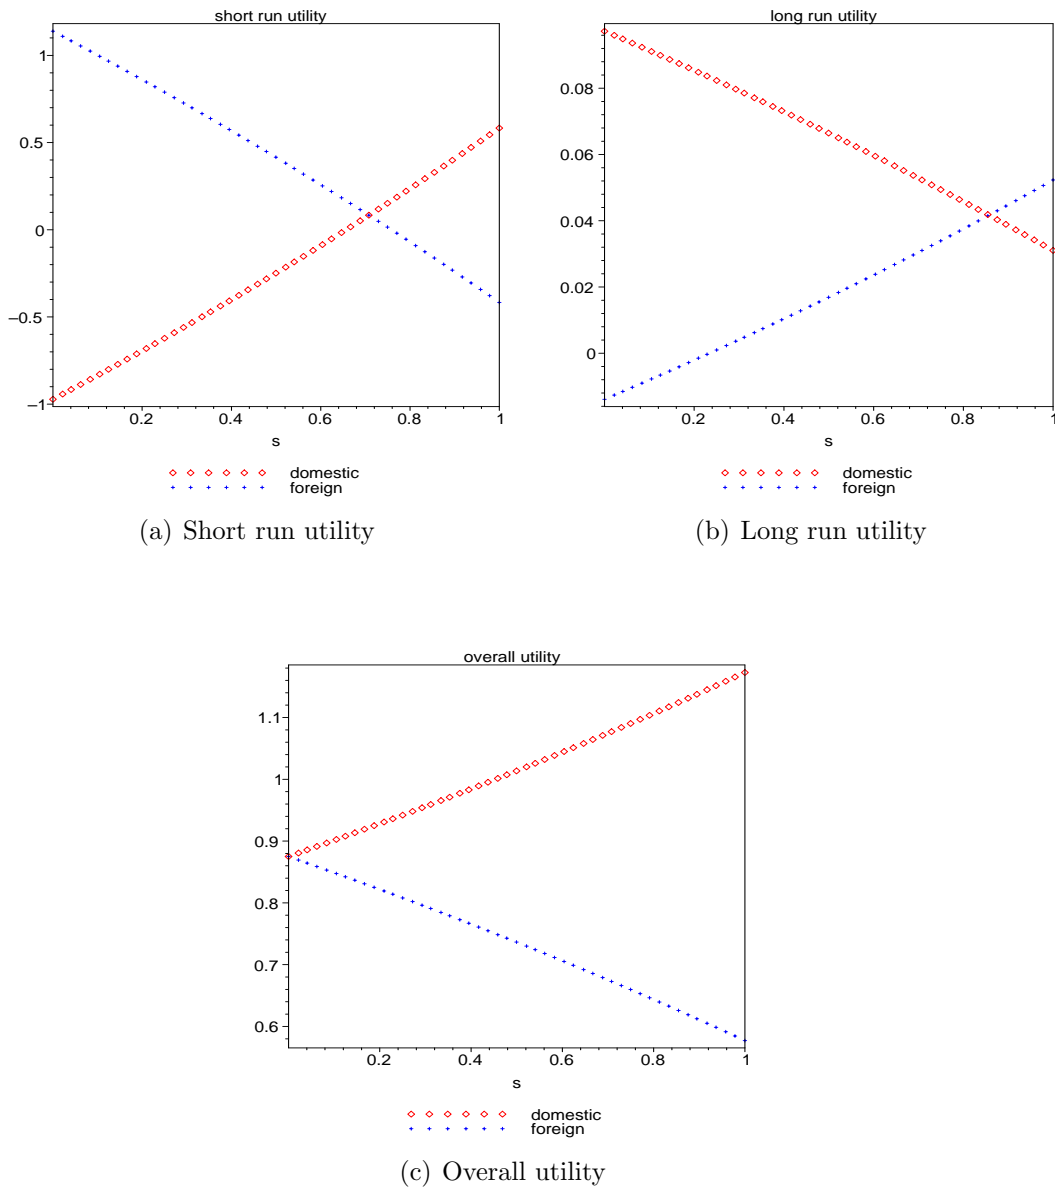 short run utility
1
0.5
0
−0.5
−1
0.2 0.4 0.6 0.8 1
s
domestic
foreign
(a) Short run utility
long run utility
0.08
0.06
0.04
0.02
0
0.2 0.4 0.6 0.8 1
s
domestic
foreign
(b) Long run utility
overall utility
1.1
1
0.9
0.8
0.7
0.6
0.2 0.4 0.6 0.8 1
s
domestic
foreign
(c) Overall utility